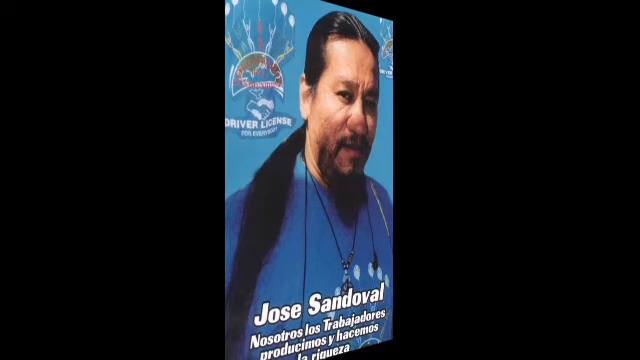 DRIVER LICENSE
FOR EVERYBODY
Jose Sandoval
Nosotros los Trabajadores
producimos y hacemos
la riqueza